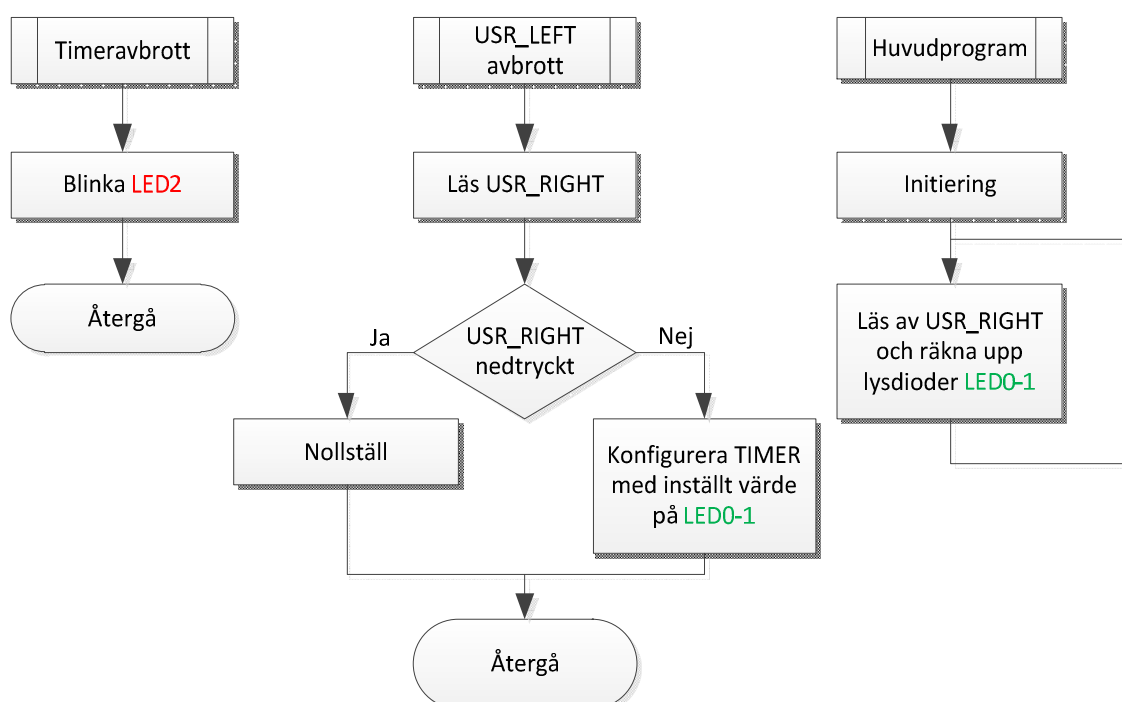 Timeravbrott
Blinka LED2
Återgå
USR_LEFT
avbrott
Läs USR_RIGHT
USR_RIGHT
nedtryckt
Ja
Nej
Nollställ
Konfigurera TIMER
med inställt värde
på LED0-1
Återgå
Huvudprogram
Initiering
Läs av USR_RIGHT
och räkna upp
lysdioder LED0-1